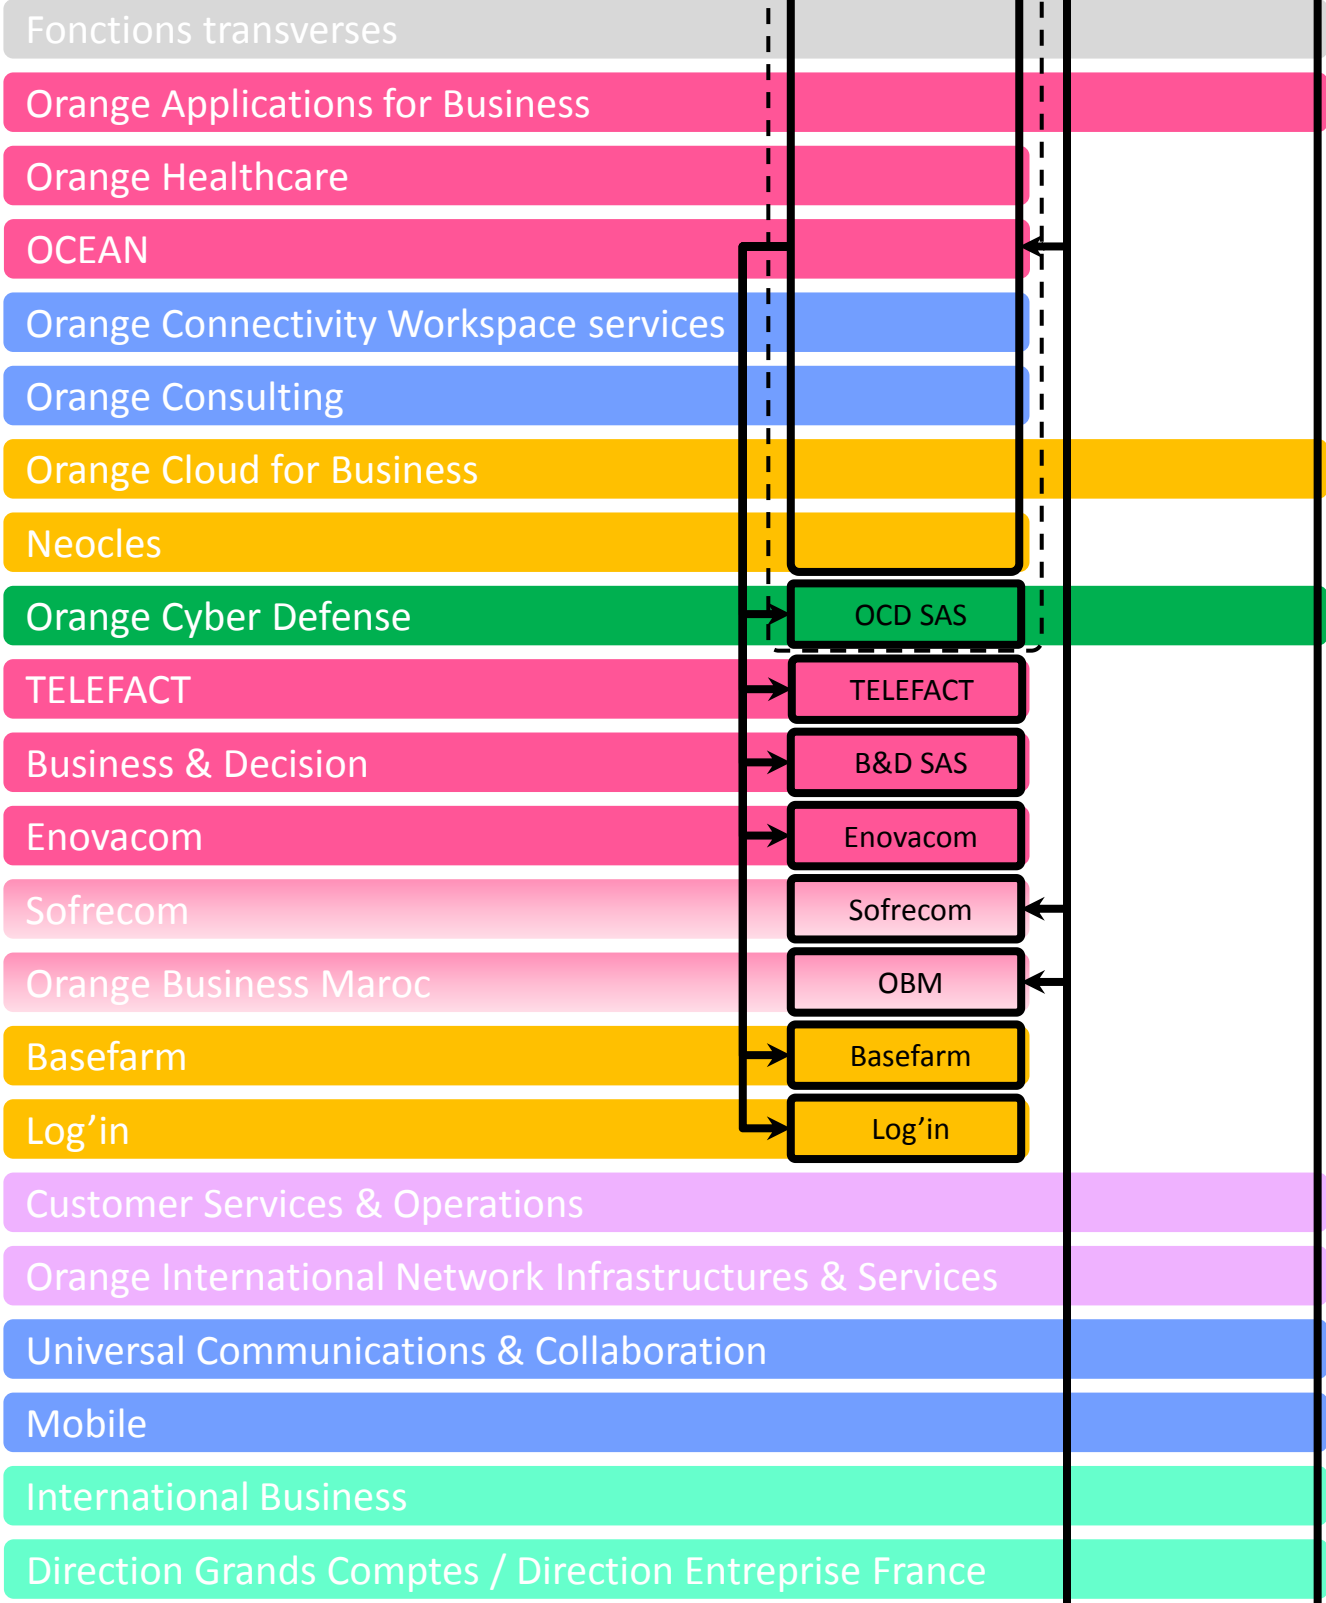 Fonctions transverses
Orange Applications for Business
Orange Healthcare
OCEAN
Orange Connectivity Workspace services
Orange Consulting
Orange Cloud for Business
Neocles
Orange Cyber Defense OCD SAS
TELEFACT TELEFACT
Business & Decision B&D SAS
Enovacom Enovacom
Sofrecom Sofrecom
Orange Business Maroc OBM
Basefarm Basefarm
Log’in Log’in
Customer Services & Operations
Orange International Network Infrastructures & Services
Universal Communications & Collaboration
Mobile
International Business
Direction Grands Comptes / Direction Entreprise France